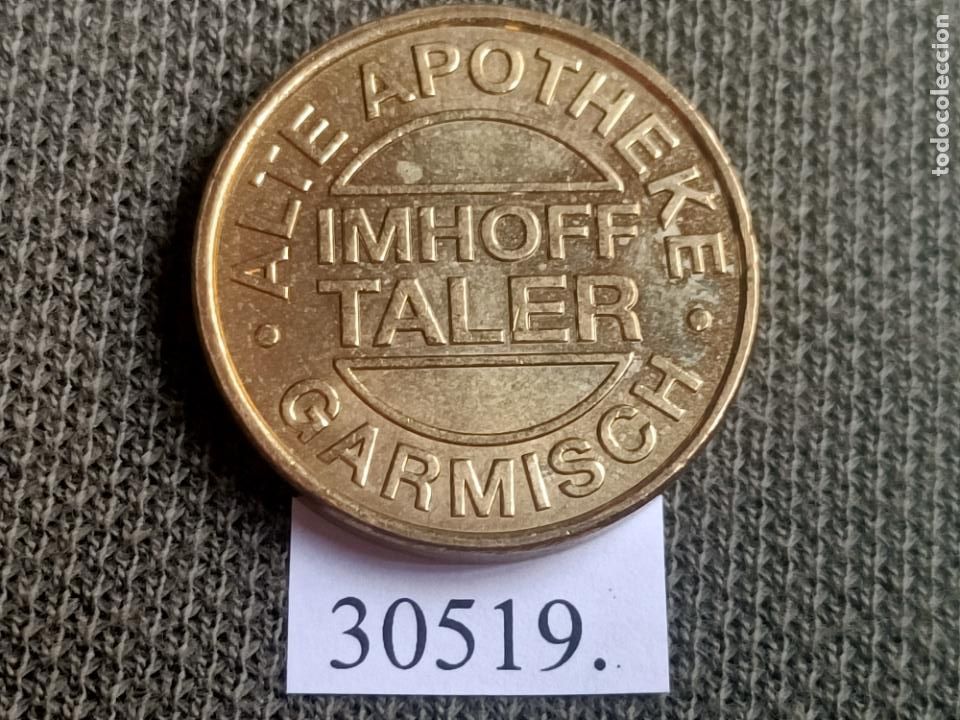 ALTE APOTHEKE
IMHOFF
TALER
• GARMISCH •
30519.
todocoleccion